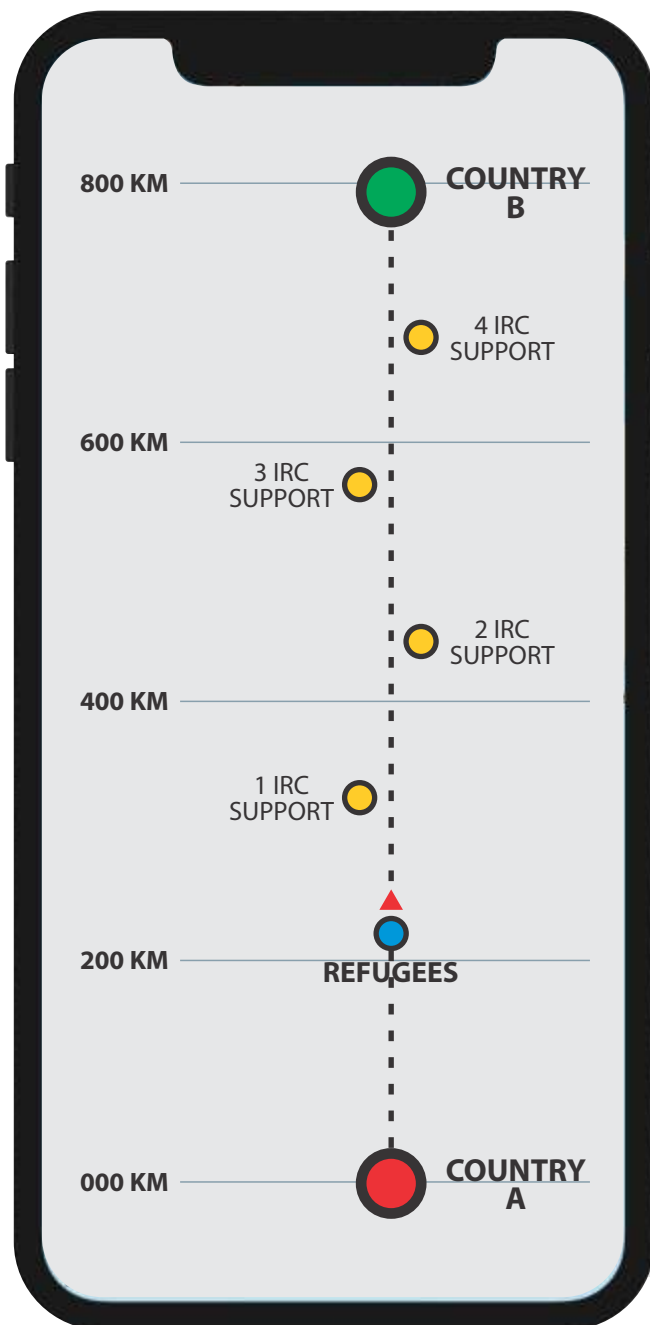 800 KM
COUNTRY
B
4 IRC
SUPPORT
600 KM
3 IRC
SUPPORT
2 IRC
SUPPORT
400 KM
1 IRC
SUPPORT
200 KM
REFUGEES
000 KM
COUNTRY
A